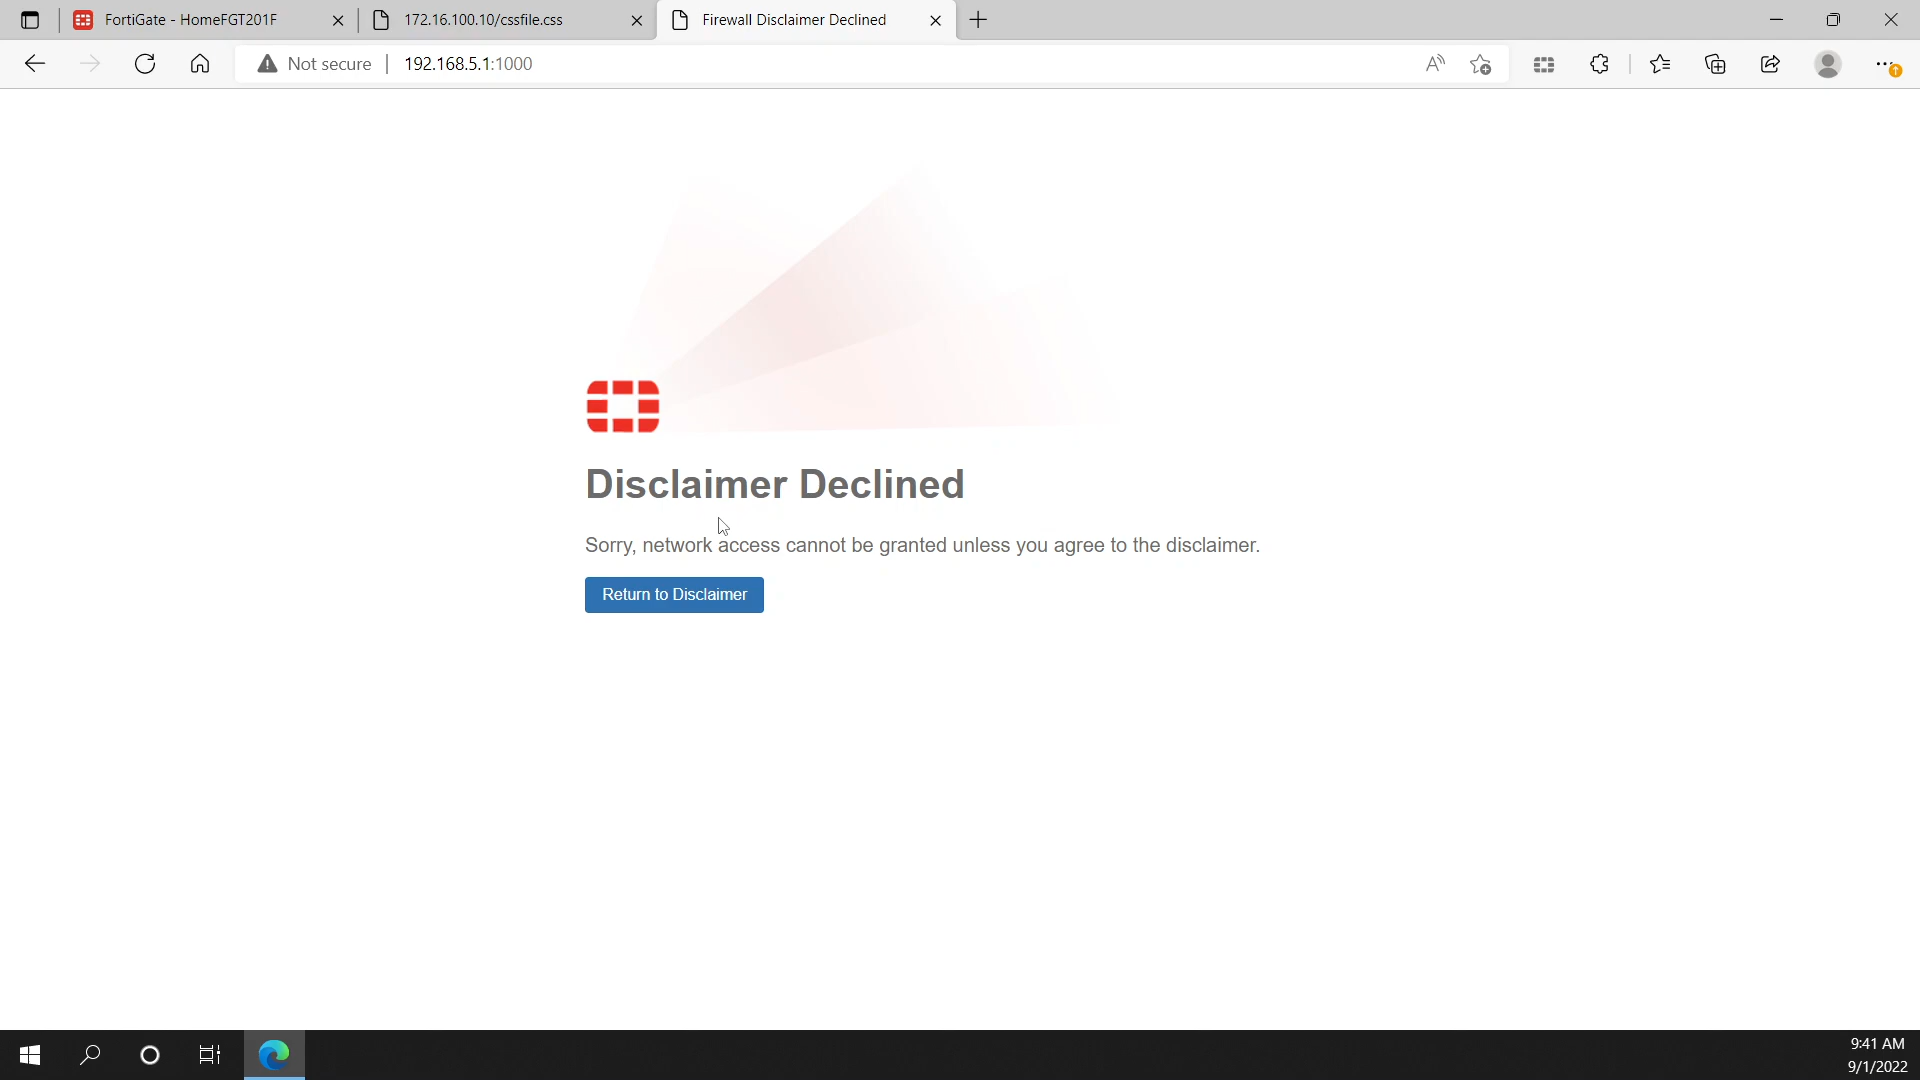 FortiGate - HomeFGT201F
172.16.100.10/cssfile.css
Firewall Disclaimer Declined
Not secure
192.168.5.1:1000
Disclaimer Declined
Sorry, network access cannot be granted unless you agree to the disclaimer.
Return to Disclaimer
9:41 AM
9/1/2022